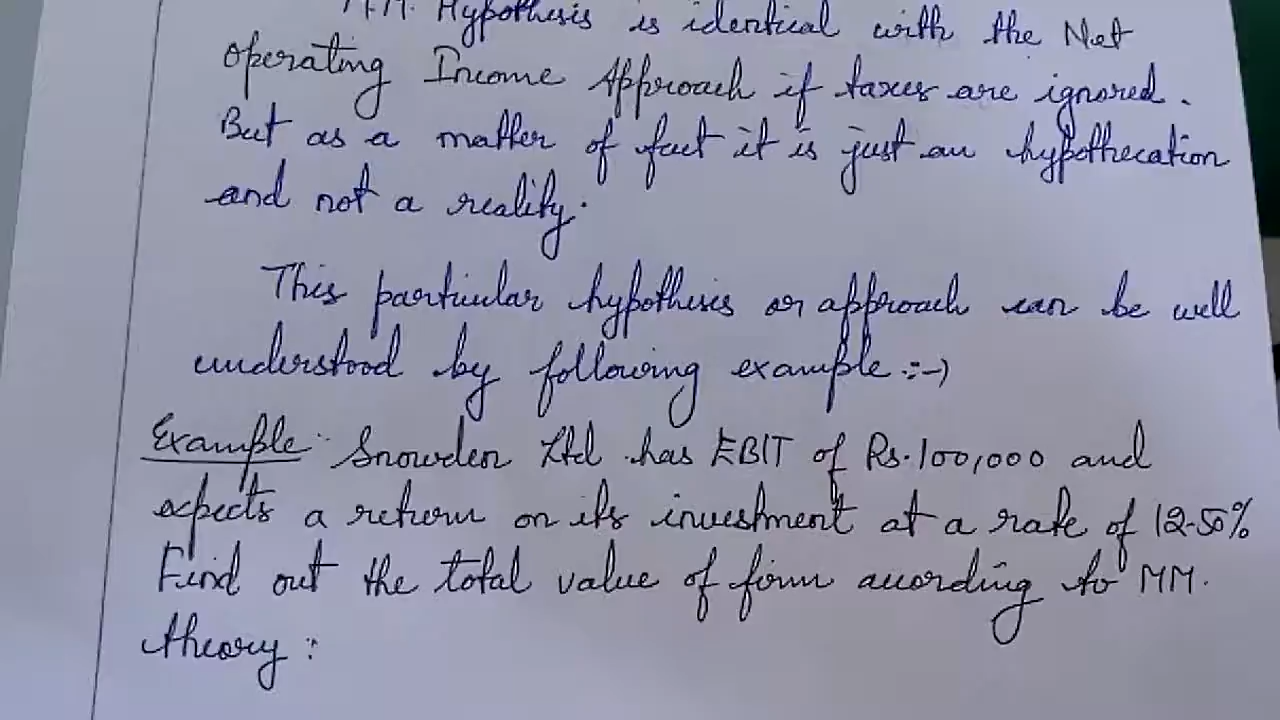 M.M. Hypothesis is identical with the Net
operating Income Approach if taxes are ignored.
But as a matter of fact it is just an hypothecation
and not a reality.
This particular hypothesis or approach can be well
understood by following example :-)
Example: Snowden Ltd has EBIT of Rs.100,000 and
expects a return on its investment at a rate of 12.50%
Find out the total value of firm acording to MM.
theory :